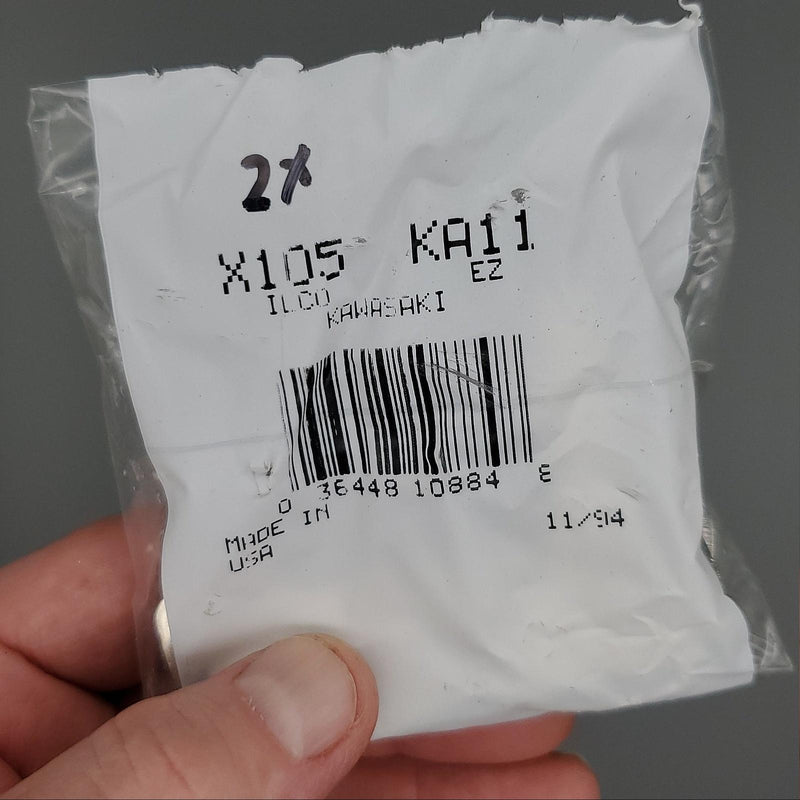 2X
X105 KA11
EZ
ILCO KAWASAKI
0 36448 10884 8
MADE IN
USA
11/94